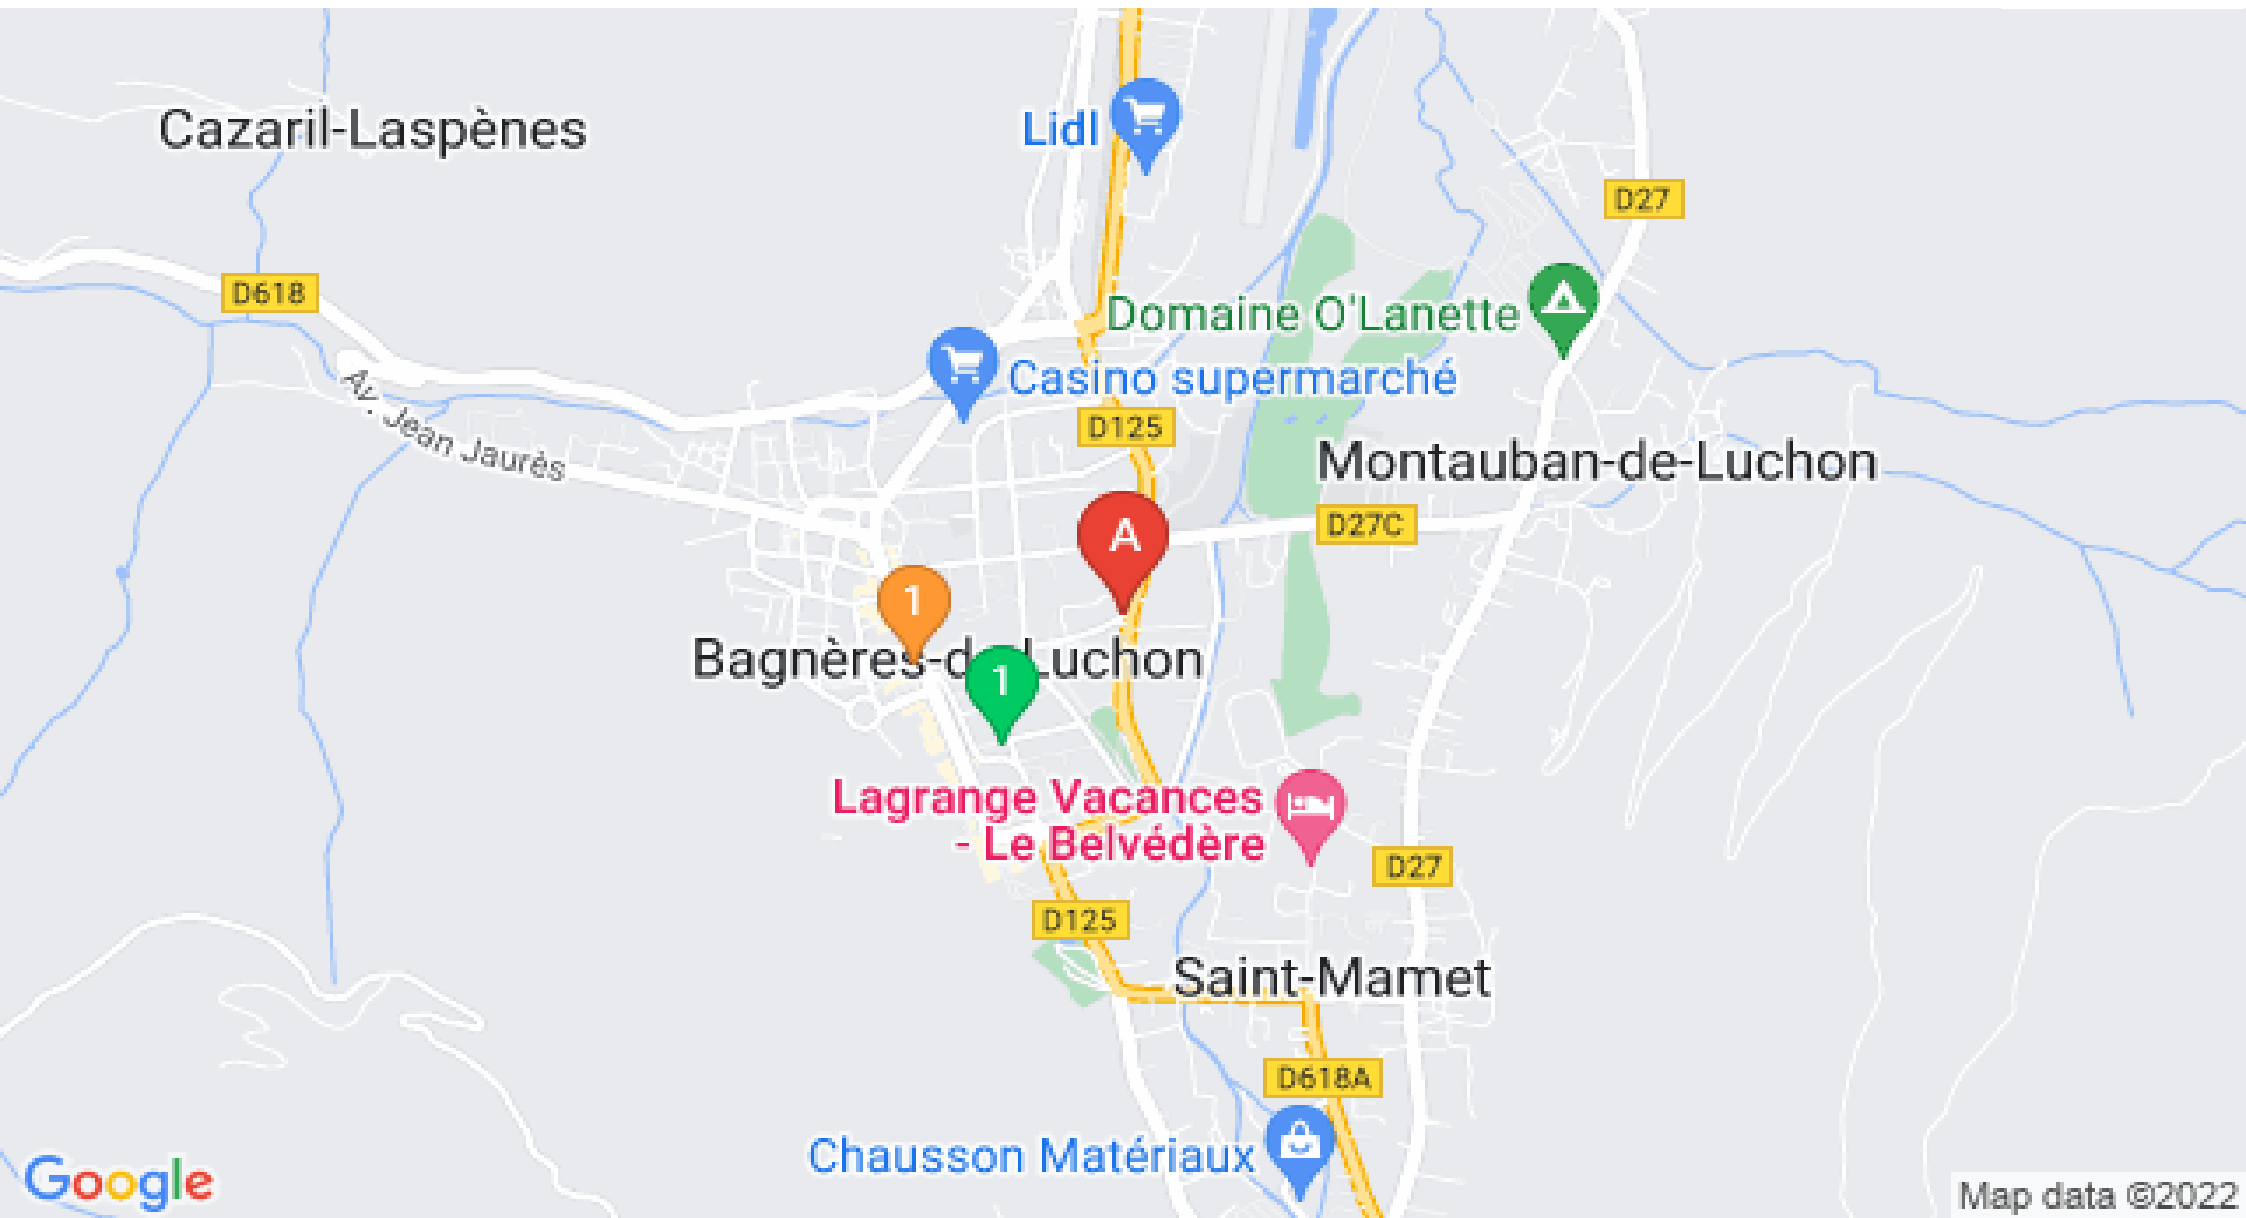 Cazaril-Laspènes
Lidl
D27
D618
Domaine O'Lanette
Casino supermarché
Av. Jean Jaurès
D125
Montauban-de-Luchon
A
D27C
1
Bagnères-de-Luchon
1
Lagrange Vacances
- Le Belvédère
D27
D125
Saint-Mamet
D618A
Chausson Matériaux
Google
Map data ©2022